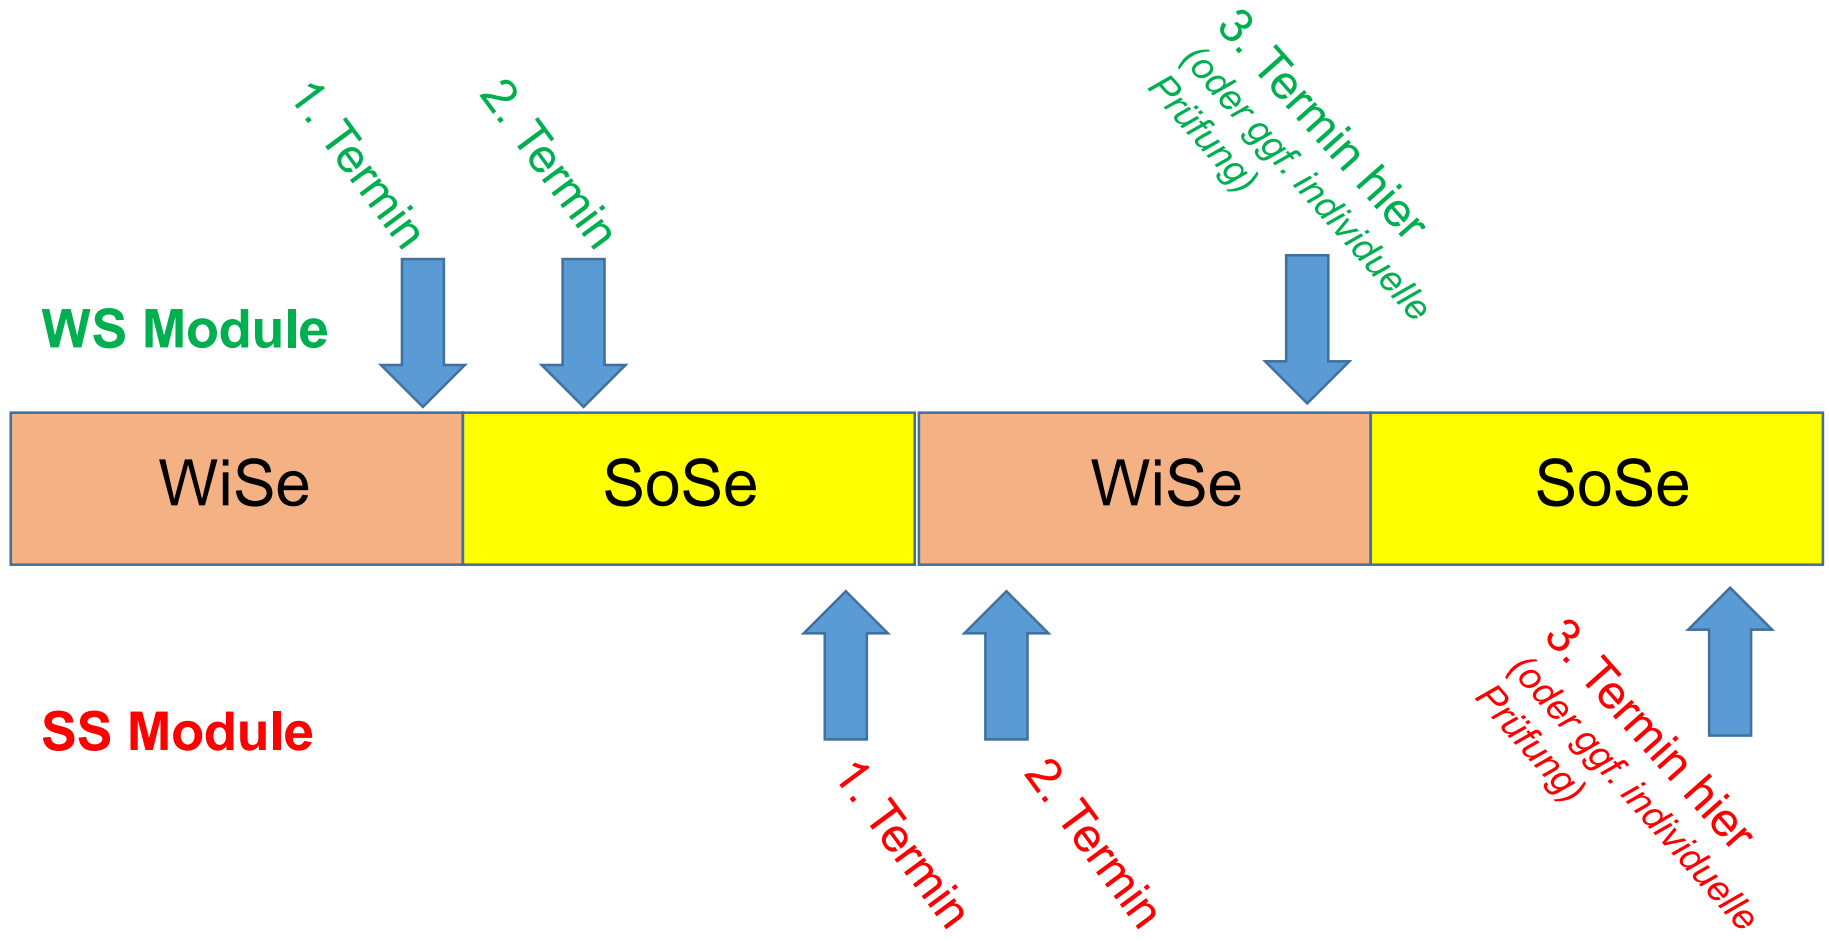 1. Termin
2. Termin
3. Termin hier
(oder ggf. individuelle
Prüfung)
WS Module
WiSe
SoSe
WiSe
SoSe
SS Module
1. Termin
2. Termin
3. Termin hier
(oder ggf. individuelle
Prüfung)